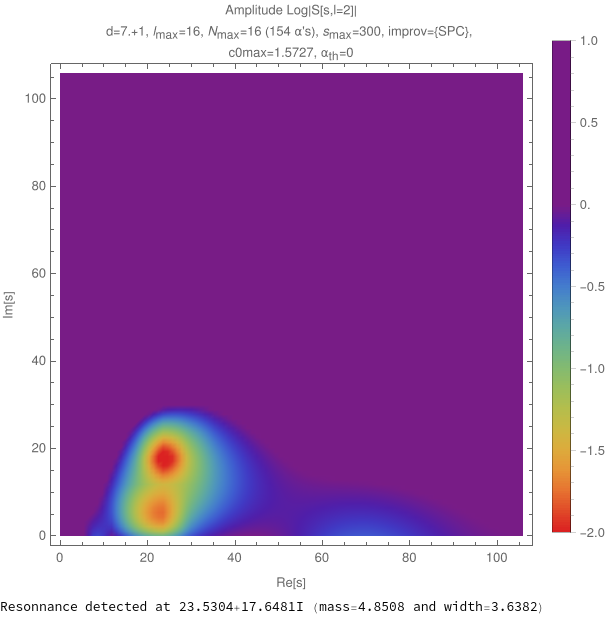 Amplitude Log|S[s,l=2]|
d=7.+1, lmax=16, Nmax=16 (154 α's), smax=300, improv={SPC},
c0max=1.5727, αth=0
1.0
0.5
0.
-0.5
-1.0
-1.5
-2.0
100
80
60
40
20
0
Im[s]
0 20 40 60 80 100
Re[s]
Resonnance detected at 23.5304+17.6481I (mass=4.8508 and width=3.6382)